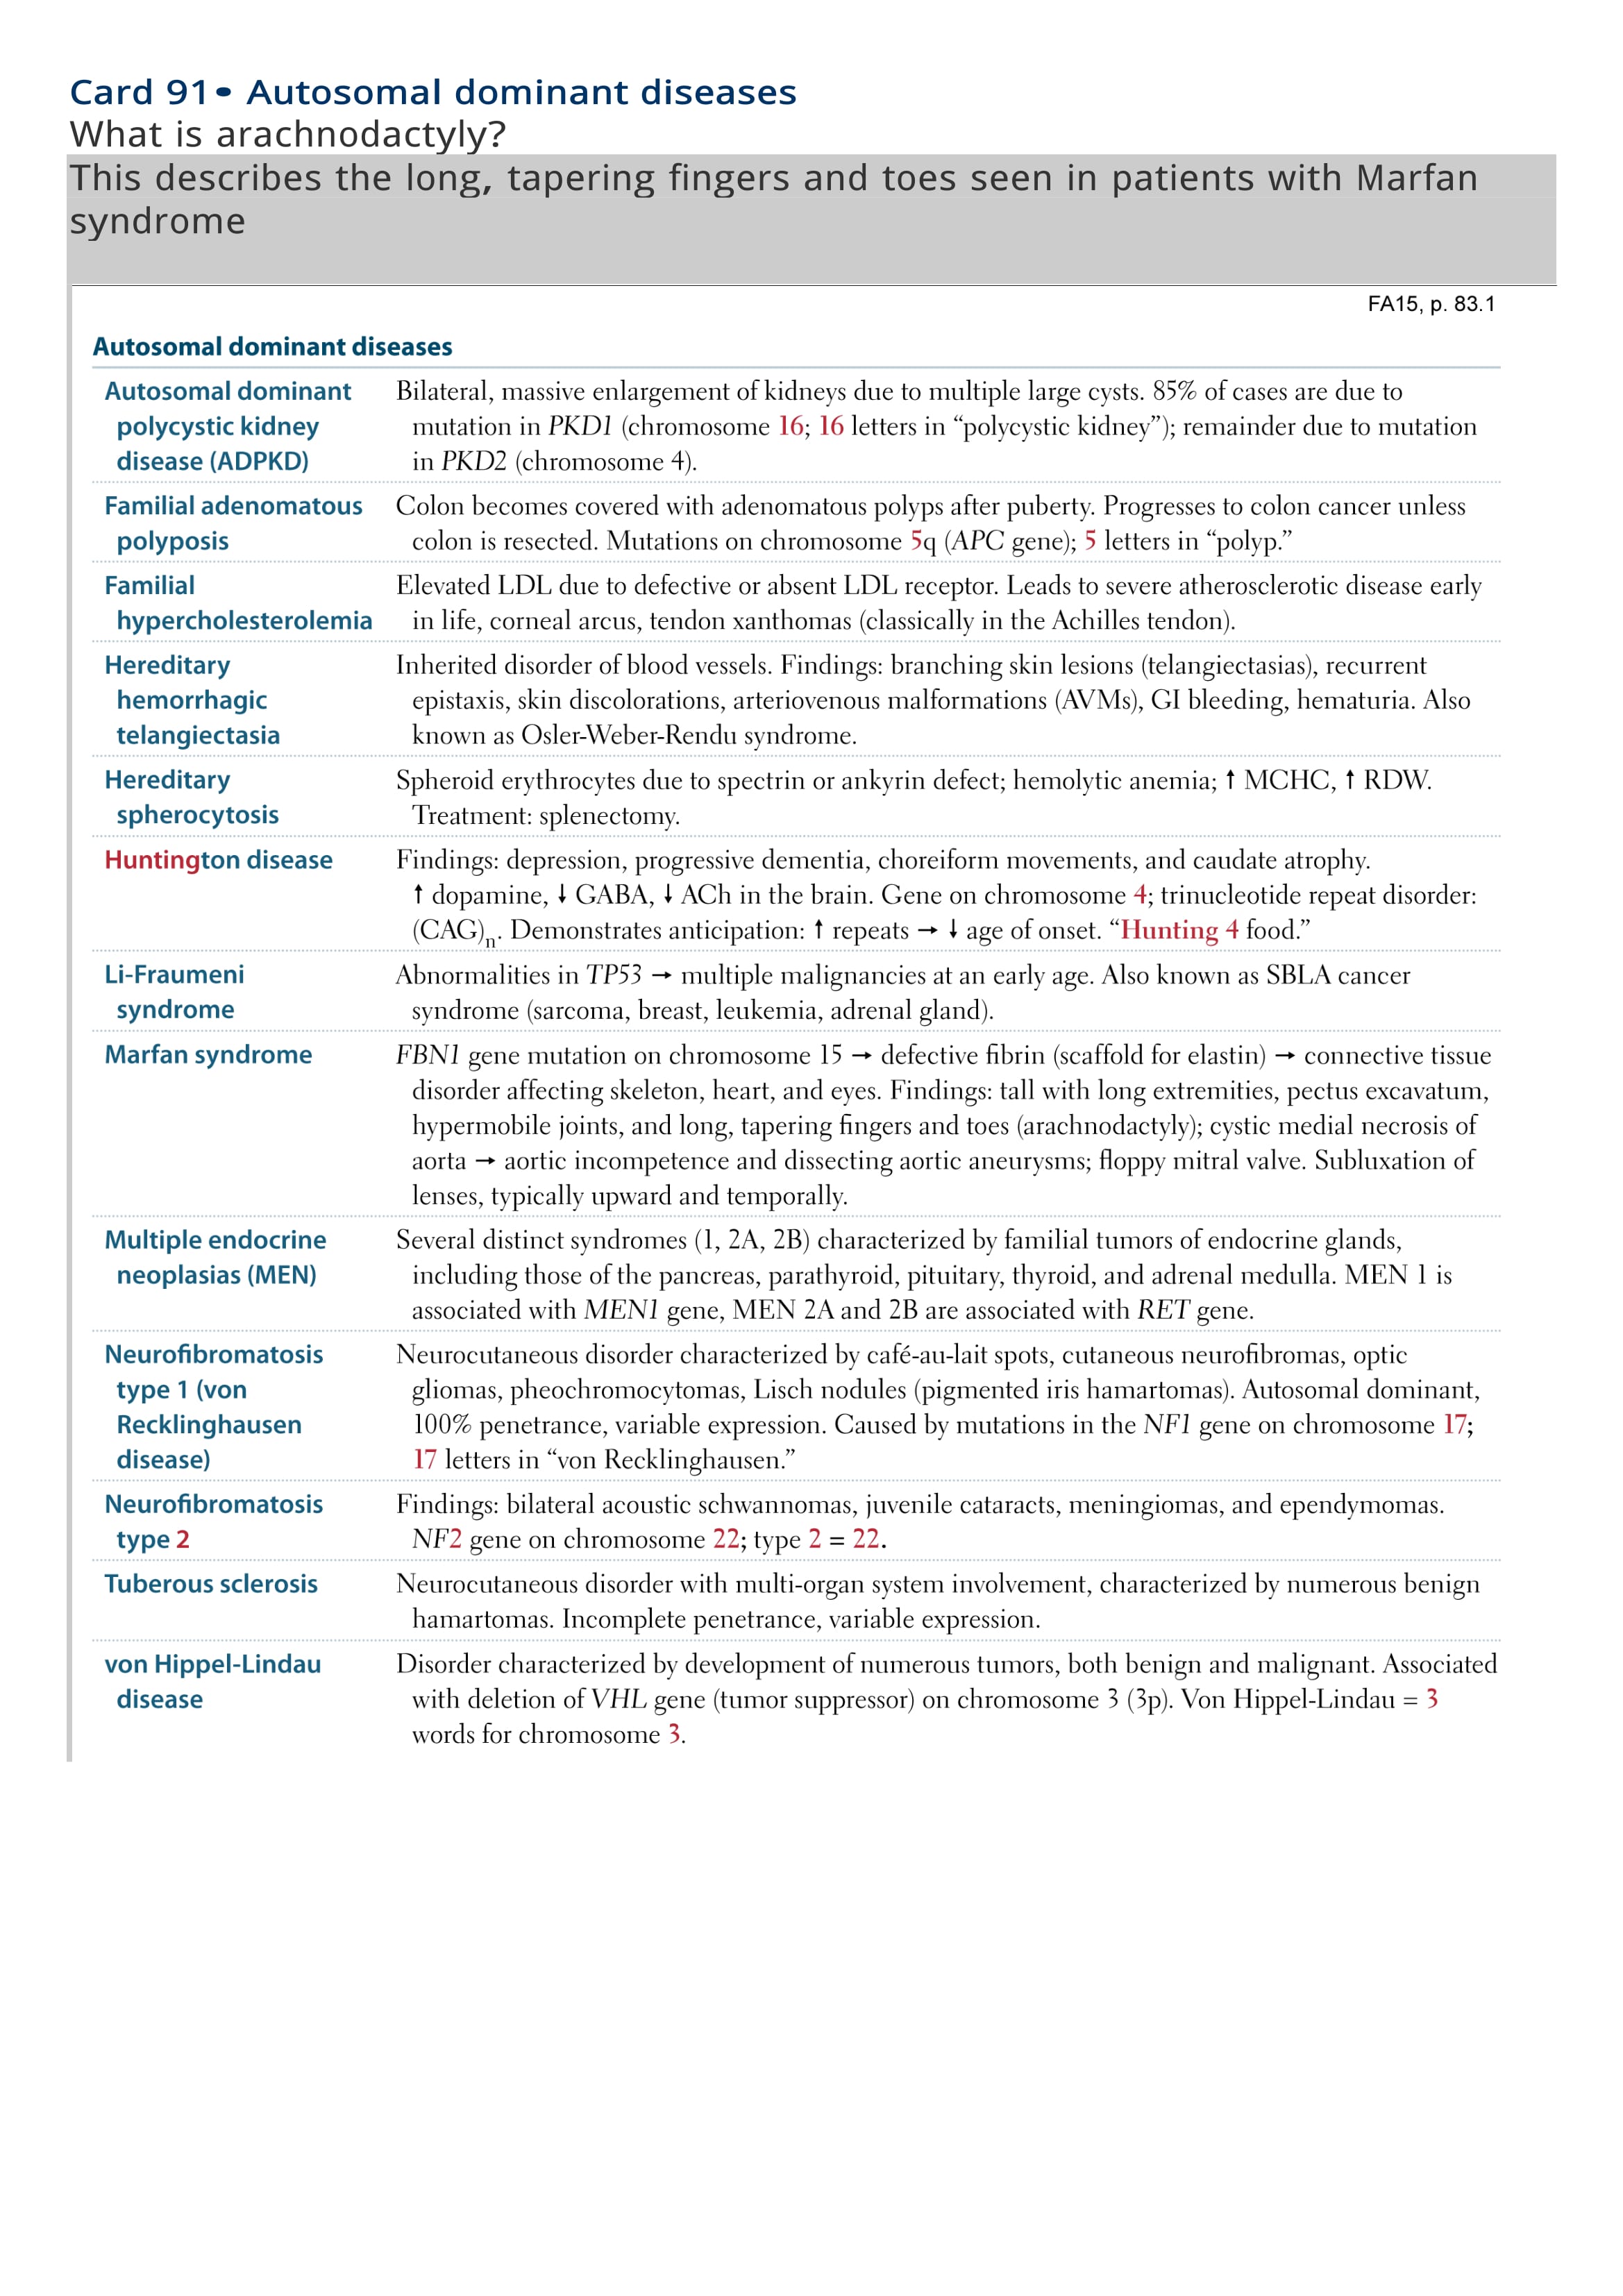 Card 91• Autosomal dominant diseases
What is arachnodactyly?
This describes the long, tapering fingers and toes seen in patients with Marfan
syndrome
FA15, p. 83.1
Autosomal dominant diseases
Autosomal dominant
polycystic kidney
disease (ADPKD)
Bilateral, massive enlargement of kidneys due to multiple large cysts. 85% of cases are due to
mutation in PKD1 (chromosome 16; 16 letters in “polycystic kidney”); remainder due to mutation
in PKD2 (chromosome 4).
Familial adenomatous
polyposis
Colon becomes covered with adenomatous polyps after puberty. Progresses to colon cancer unless
colon is resected. Mutations on chromosome 5q (APC gene); 5 letters in “polyp.”
Familial
hypercholesterolemia
Elevated LDL due to defective or absent LDL receptor. Leads to severe atherosclerotic disease early
in life, corneal arcus, tendon xanthomas (classically in the Achilles tendon).
Hereditary
hemorrhagic
telangiectasia
Inherited disorder of blood vessels. Findings: branching skin lesions (telangiectasias), recurrent
epistaxis, skin discolorations, arteriovenous malformations (AVMs), GI bleeding, hematuria. Also
known as Osler-Weber-Rendu syndrome.
Hereditary
spherocytosis
Spheroid erythrocytes due to spectrin or ankyrin defect; hemolytic anemia; ↑ MCHC, ↑ RDW.
Treatment: splenectomy.
Huntington disease
Findings: depression, progressive dementia, choreiform movements, and caudate atrophy.
↑ dopamine, ↓ GABA, ↓ ACh in the brain. Gene on chromosome 4; trinucleotide repeat disorder:
(CAG)n. Demonstrates anticipation: ↑ repeats → ↓ age of onset. “Hunting 4 food.”
Li-Fraumeni
syndrome
Abnormalities in TP53 → multiple malignancies at an early age. Also known as SBLA cancer
syndrome (sarcoma, breast, leukemia, adrenal gland).
Marfan syndrome
FBN1 gene mutation on chromosome 15 → defective fibrin (scaffold for elastin) → connective tissue
disorder affecting skeleton, heart, and eyes. Findings: tall with long extremities, pectus excavatum,
hypermobile joints, and long, tapering fingers and toes (arachnodactyly); cystic medial necrosis of
aorta → aortic incompetence and dissecting aortic aneurysms; floppy mitral valve. Subluxation of
lenses, typically upward and temporally.
Multiple endocrine
neoplasias (MEN)
Several distinct syndromes (1, 2A, 2B) characterized by familial tumors of endocrine glands,
including those of the pancreas, parathyroid, pituitary, thyroid, and adrenal medulla. MEN 1 is
associated with MEN1 gene, MEN 2A and 2B are associated with RET gene.
Neurofibromatosis
type 1 (von
Recklinghausen
disease)
Neurocutaneous disorder characterized by café-au-lait spots, cutaneous neurofibromas, optic
gliomas, pheochromocytomas, Lisch nodules (pigmented iris hamartomas). Autosomal dominant,
100% penetrance, variable expression. Caused by mutations in the NF1 gene on chromosome 17;
17 letters in “von Recklinghausen.”
Neurofibromatosis
type 2
Findings: bilateral acoustic schwannomas, juvenile cataracts, meningiomas, and ependymomas.
NF2 gene on chromosome 22; type 2 = 22.
Tuberous sclerosis
Neurocutaneous disorder with multi-organ system involvement, characterized by numerous benign
hamartomas. Incomplete penetrance, variable expression.
von Hippel-Lindau
disease
Disorder characterized by development of numerous tumors, both benign and malignant. Associated
with deletion of VHL gene (tumor suppressor) on chromosome 3 (3p). Von Hippel-Lindau = 3
words for chromosome 3.